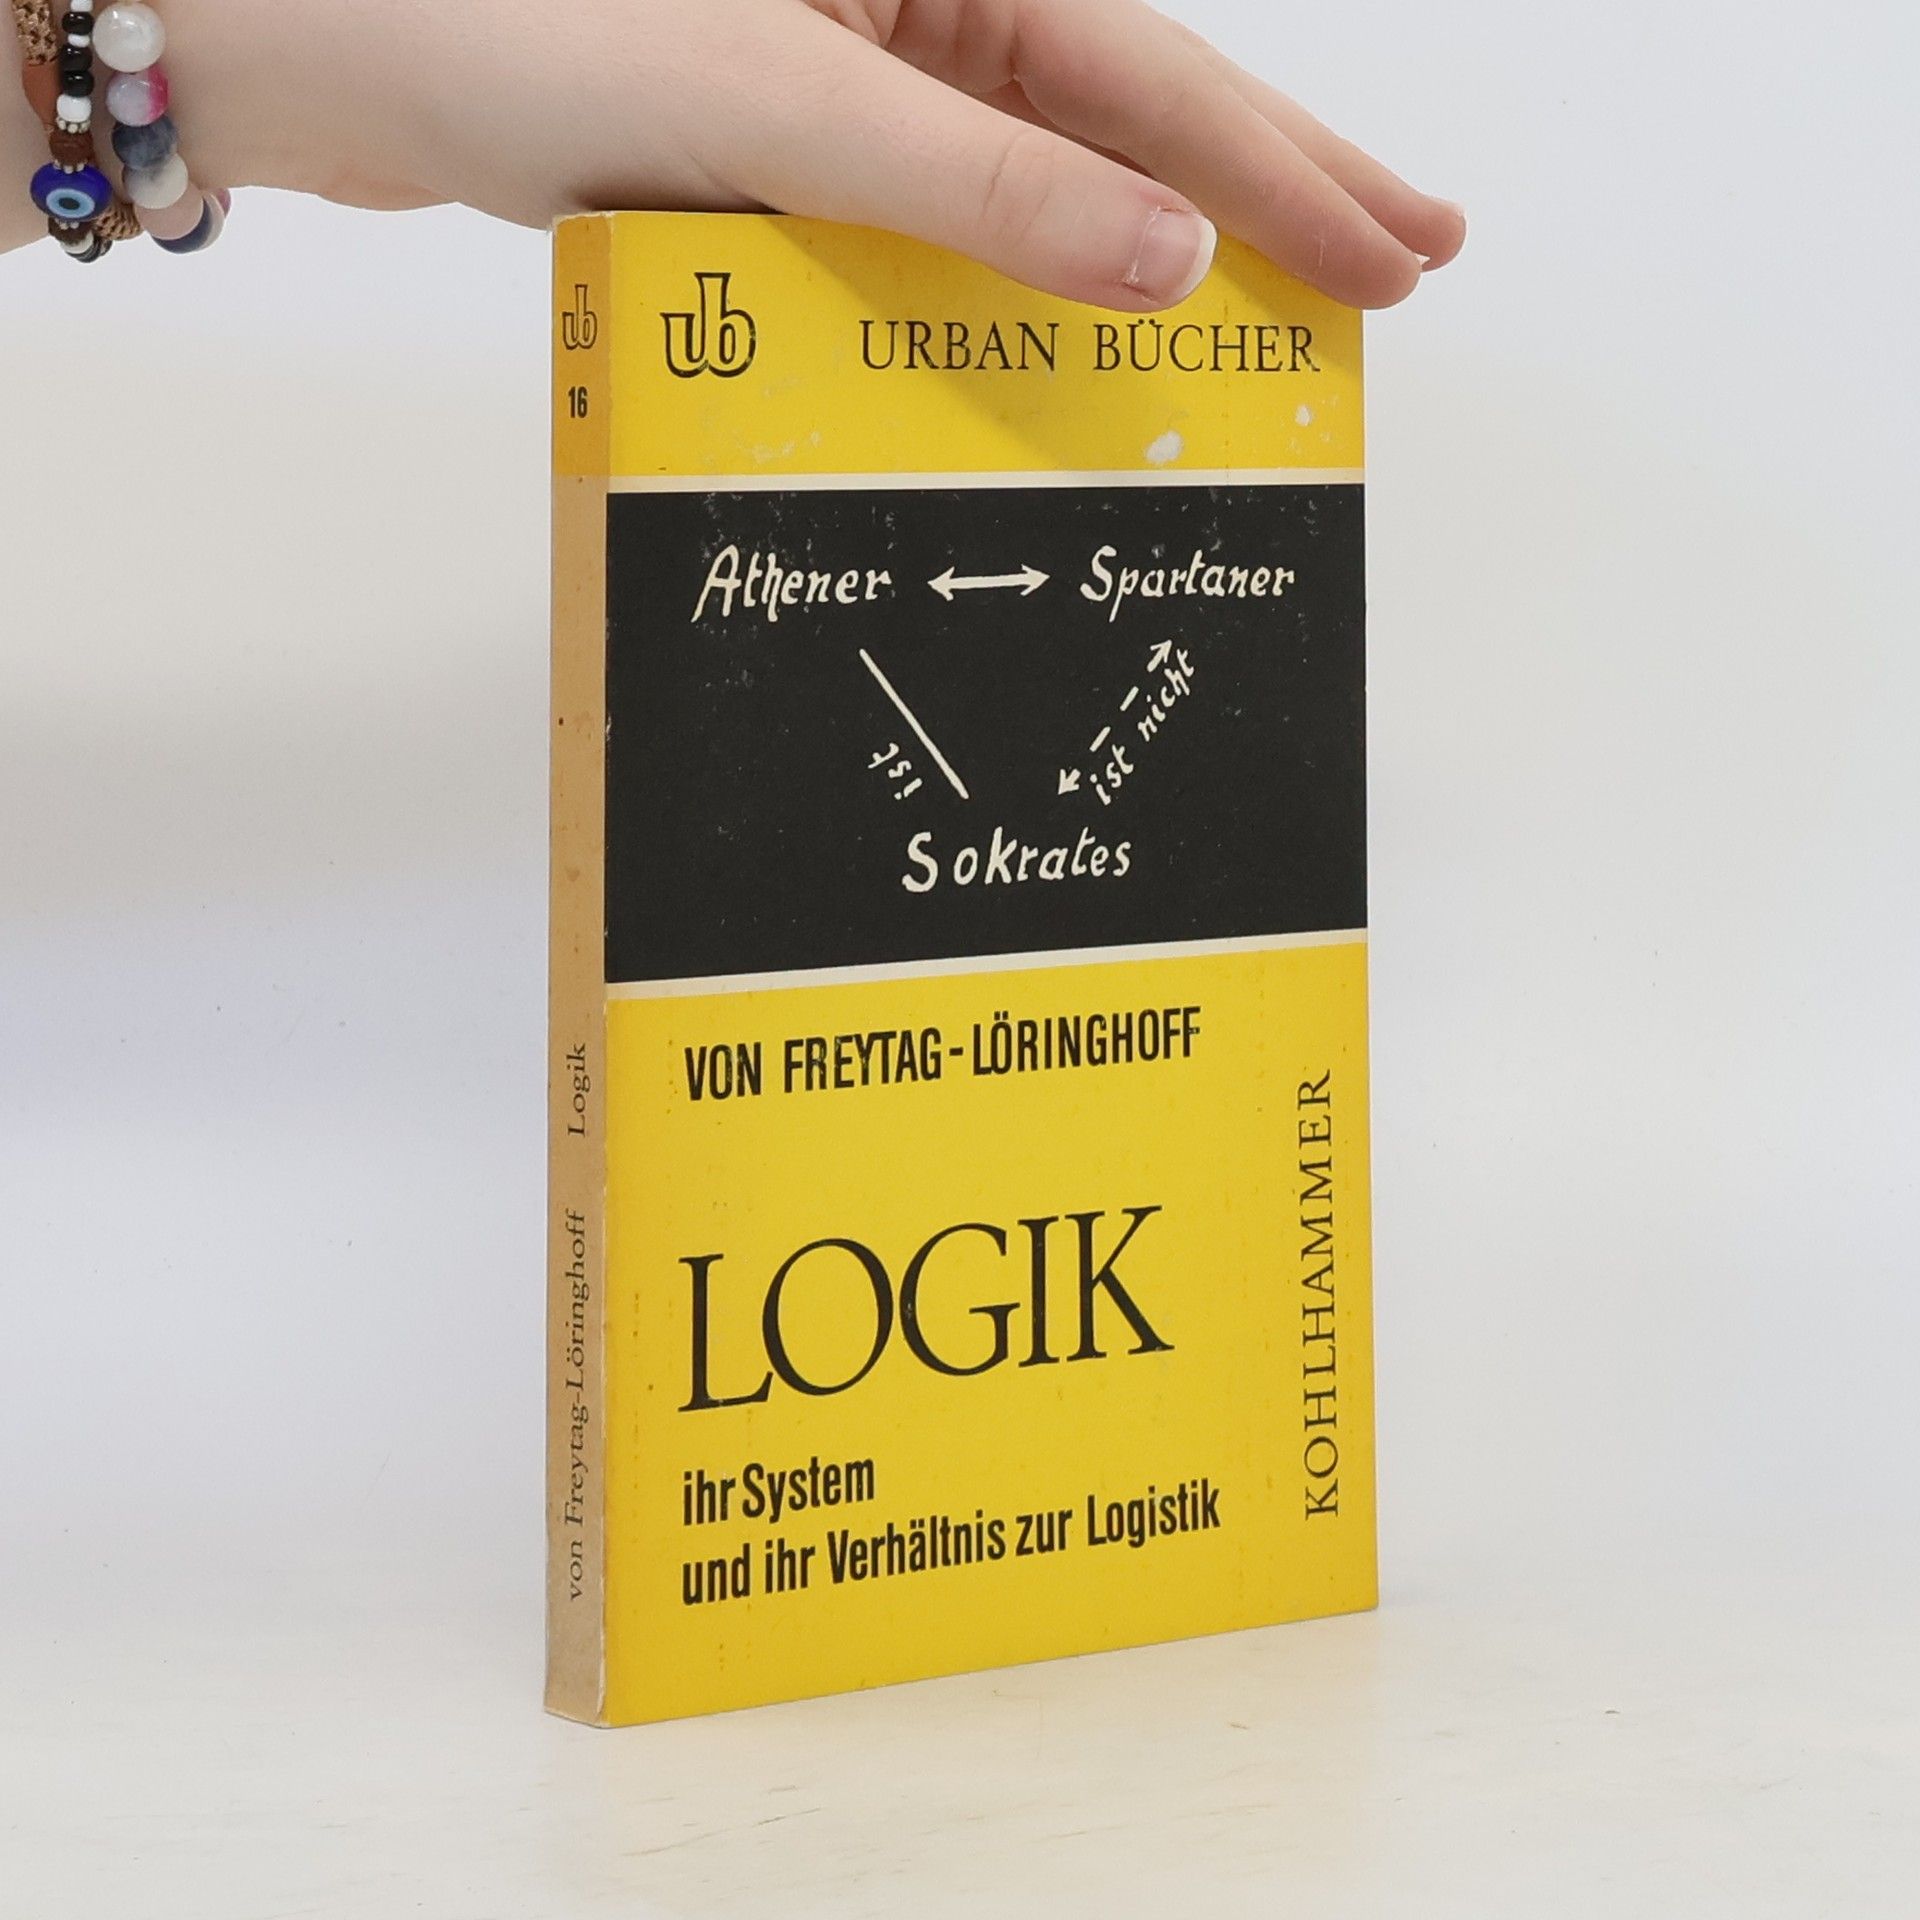 ub
16
von Freytag-Löringhoff Logik
ub URBAN BÜCHER
Athener ↔ Spartaner
ist
ist nicht
Sokrates
VON FREYTAG-LÖRINGHOFF
LOGIK
ihr System
und ihr Verhältnis zur Logistik
KOHLHAMMER